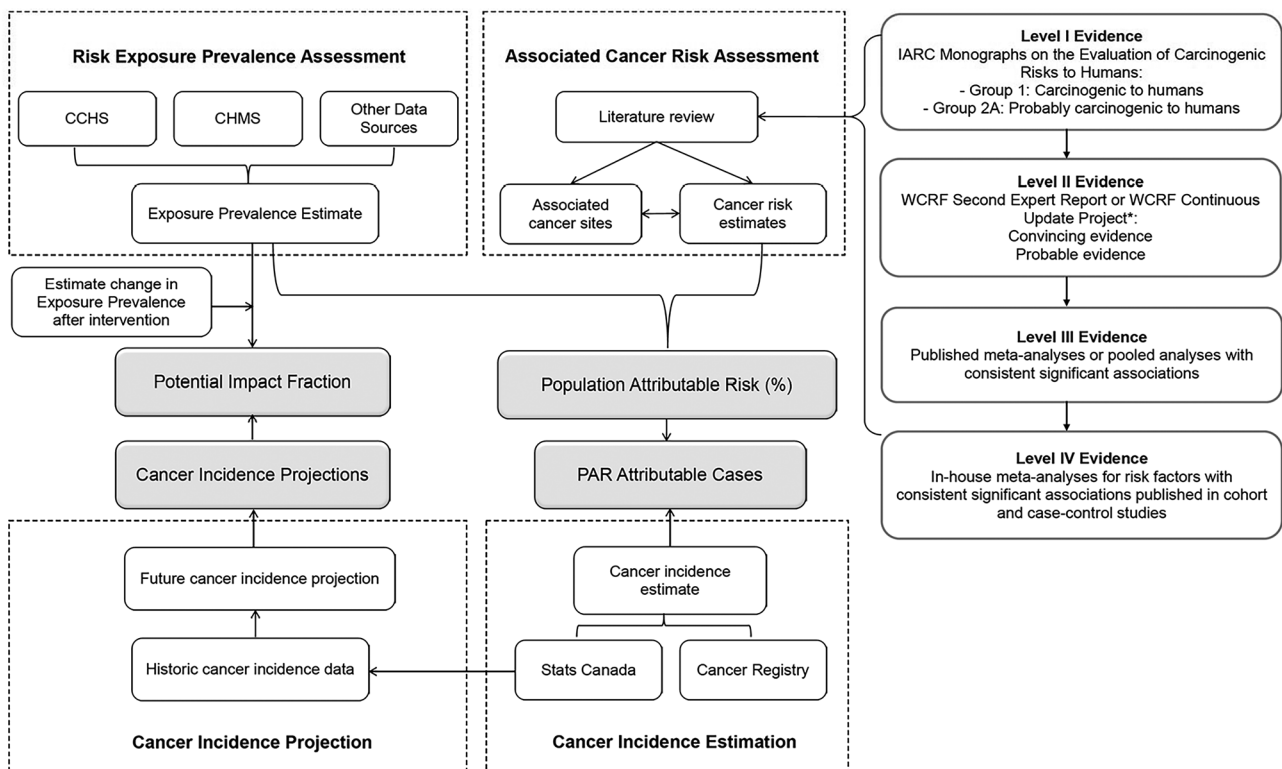 Risk Exposure Prevalence Assessment
CCHS
CHMS
Other Data
Sources
Exposure Prevalence Estimate
Associated Cancer Risk Assessment
Literature review
Associated
cancer sites
Cancer risk
estimates
Level I Evidence
IARC Monographs on the Evaluation of Carcinogenic
Risks to Humans:
- Group 1: Carcinogenic to humans
- Group 2A: Probably carcinogenic to humans
Level II Evidence
WCRF Second Expert Report or WCRF Continuous
Update Project*:
Convincing evidence
Probable evidence
Level III Evidence
Published meta-analyses or pooled analyses with
consistent significant associations
Level IV Evidence
In-house meta-analyses for risk factors with
consistent significant associations published in cohort
and case-control studies
Estimate change in
Exposure Prevalence
after intervention
Potential Impact Fraction
Population Attributable Risk (%)
Cancer Incidence Projections
PAR Attributable Cases
Future cancer incidence projection
Historic cancer incidence data
Cancer Incidence Projection
Cancer incidence
estimate
Stats Canada
Cancer Registry
Cancer Incidence Estimation